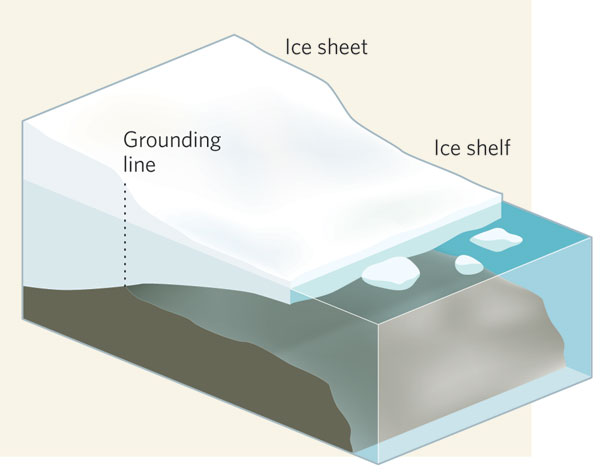 Ice sheet
Grounding
line
Ice shelf